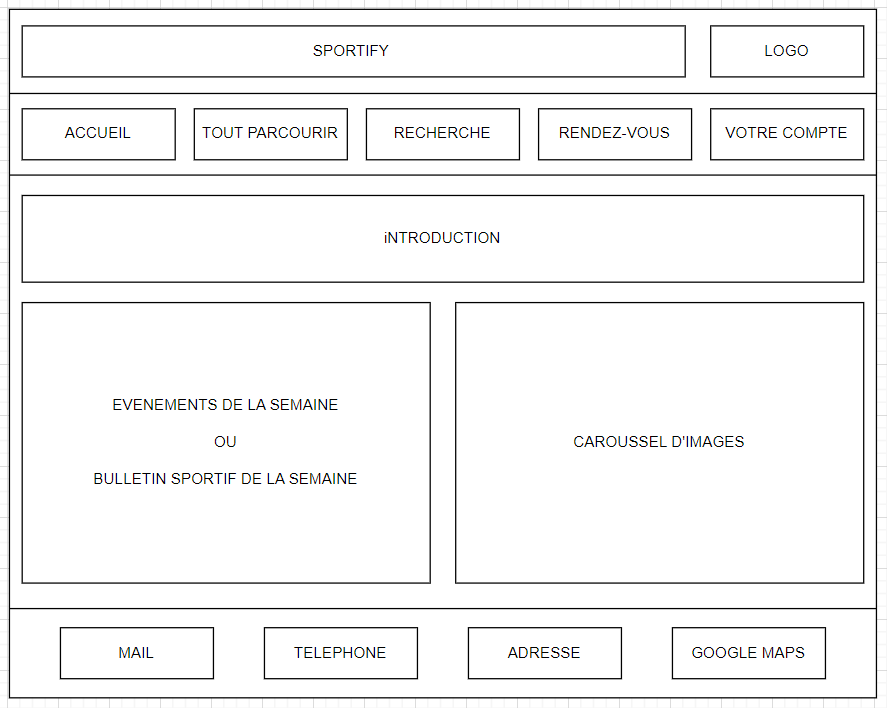 SPORTIFY
LOGO
ACCUEIL
TOUT PARCOURIR
RECHERCHE
RENDEZ-VOUS
VOTRE COMPTE
iNTRODUCTION
EVENEMENTS DE LA SEMAINE
OU
BULLETIN SPORTIF DE LA SEMAINE
CAROUSSEL D'IMAGES
MAIL
TELEPHONE
ADRESSE
GOOGLE MAPS